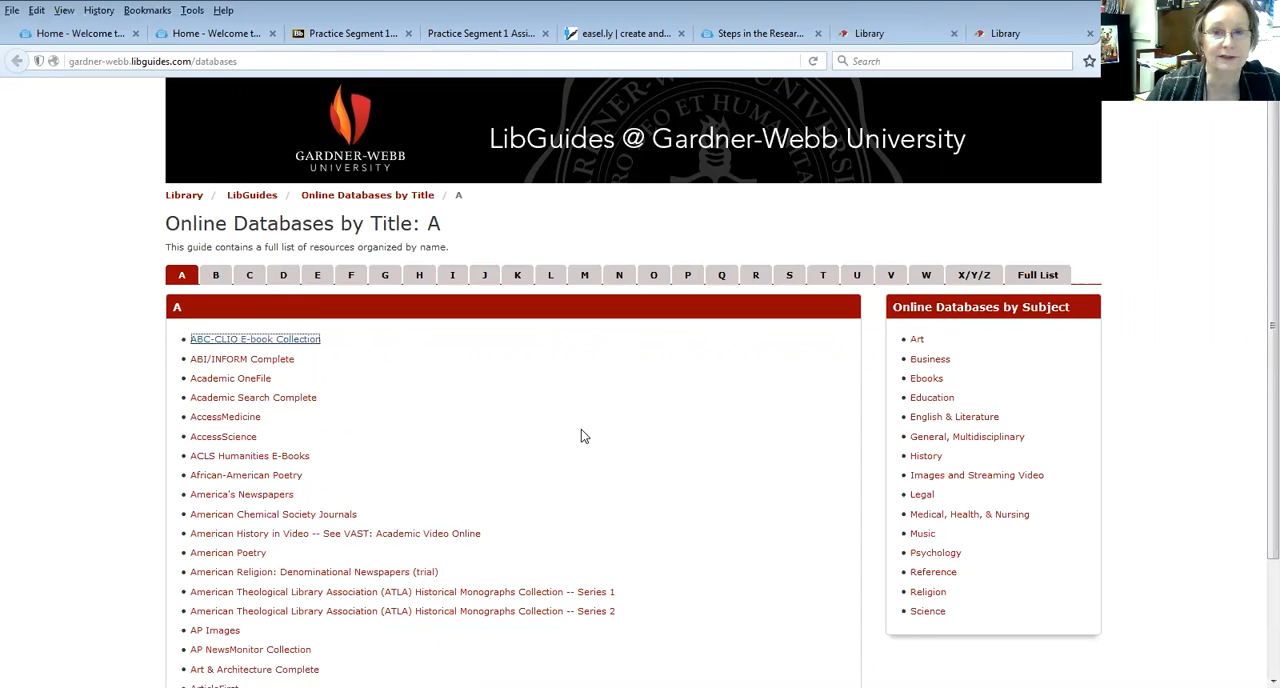 File Edit View History Bookmarks Tools Help
Home - Welcome t... × Home - Welcome t... × Bb Practice Segment 1... × Practice Segment 1 Assi... × easel.ly | create and... × Steps in the Resear... × Library × Library ×
gardner-webb.libguides.com/databases Search
GARDNER-WEBB
UNIVERSITY
LibGuides @ Gardner-Webb University
Library / LibGuides / Online Databases by Title / A
Online Databases by Title: A
This guide contains a full list of resources organized by name.
A B C D E F G H I J K L M N O P Q R S T U V W X/Y/Z Full List
A
ABC-CLIO E-book Collection
ABI/INFORM Complete
Academic OneFile
Academic Search Complete
AccessMedicine
AccessScience
ACLS Humanities E-Books
African-American Poetry
America's Newspapers
American Chemical Society Journals
American History in Video -- See VAST: Academic Video Online
American Poetry
American Religion: Denominational Newspapers (trial)
American Theological Library Association (ATLA) Historical Monographs Collection -- Series 1
American Theological Library Association (ATLA) Historical Monographs Collection -- Series 2
AP Images
AP NewsMonitor Collection
Art & Architecture Complete
ArticleFirst
Online Databases by Subject
Art
Business
Ebooks
Education
English & Literature
General, Multidisciplinary
History
Images and Streaming Video
Legal
Medical, Health, & Nursing
Music
Psychology
Reference
Religion
Science